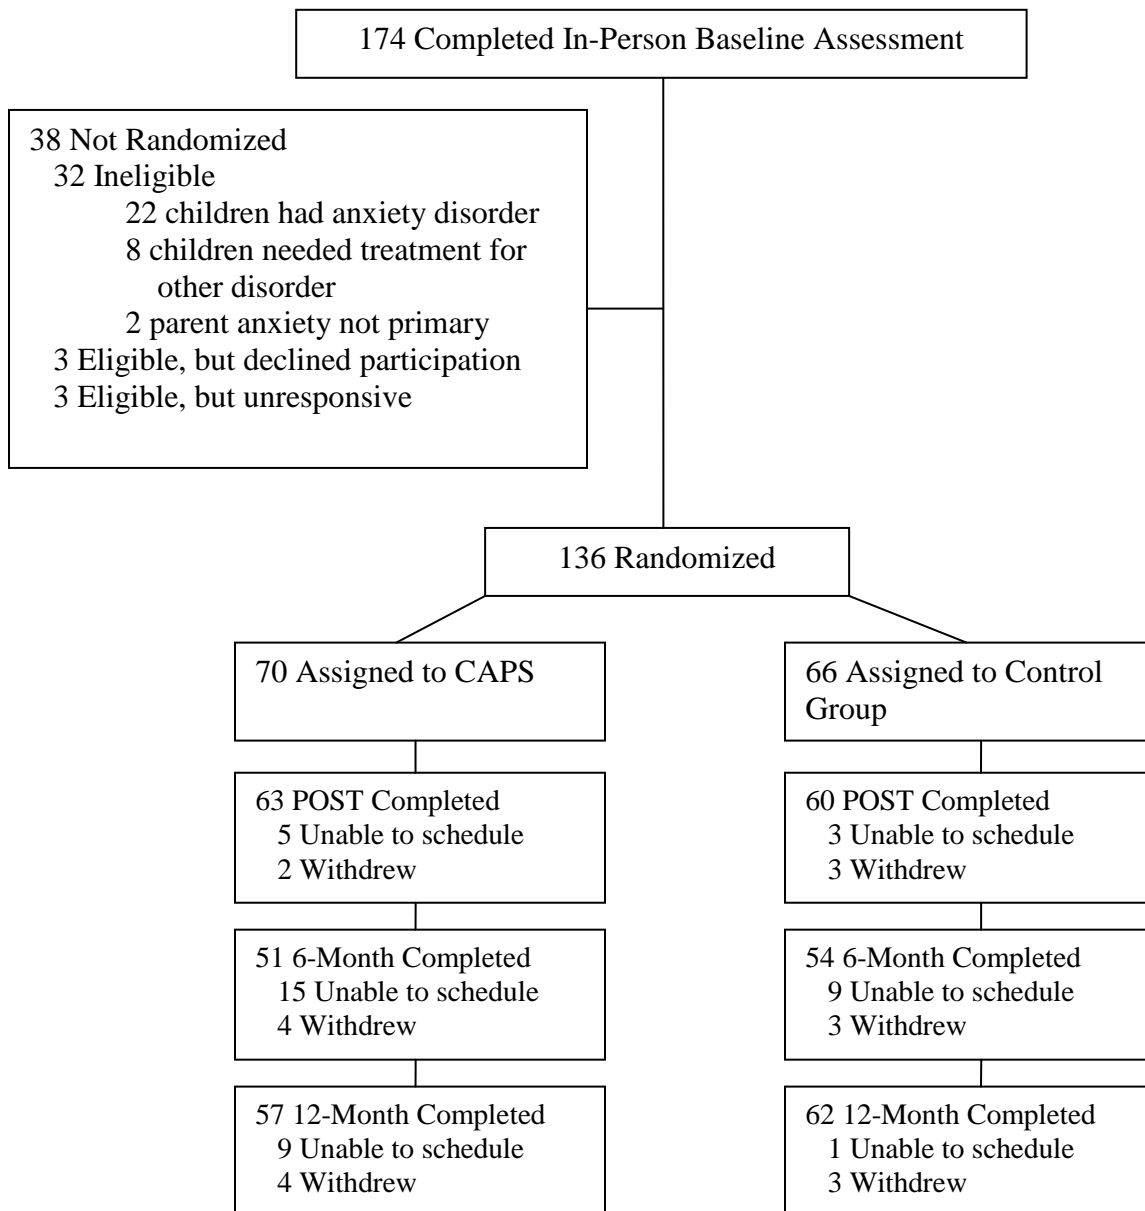 174 Completed In-Person Baseline Assessment
38 Not Randomized
32 Ineligible
22 children had anxiety disorder
8 children needed treatment for
other disorder
2 parent anxiety not primary
3 Eligible, but declined participation
3 Eligible, but unresponsive
136 Randomized
70 Assigned to CAPS
66 Assigned to Control
Group
63 POST Completed
5 Unable to schedule
2 Withdrew
60 POST Completed
3 Unable to schedule
3 Withdrew
51 6-Month Completed
15 Unable to schedule
4 Withdrew
54 6-Month Completed
9 Unable to schedule
3 Withdrew
57 12-Month Completed
9 Unable to schedule
4 Withdrew
62 12-Month Completed
1 Unable to schedule
3 Withdrew